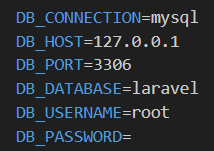 DB_CONNECTION=mysql
DB_HOST=127.0.0.1
DB_PORT=3306
DB_DATABASE=laravel
DB_USERNAME=root
DB_PASSWORD=